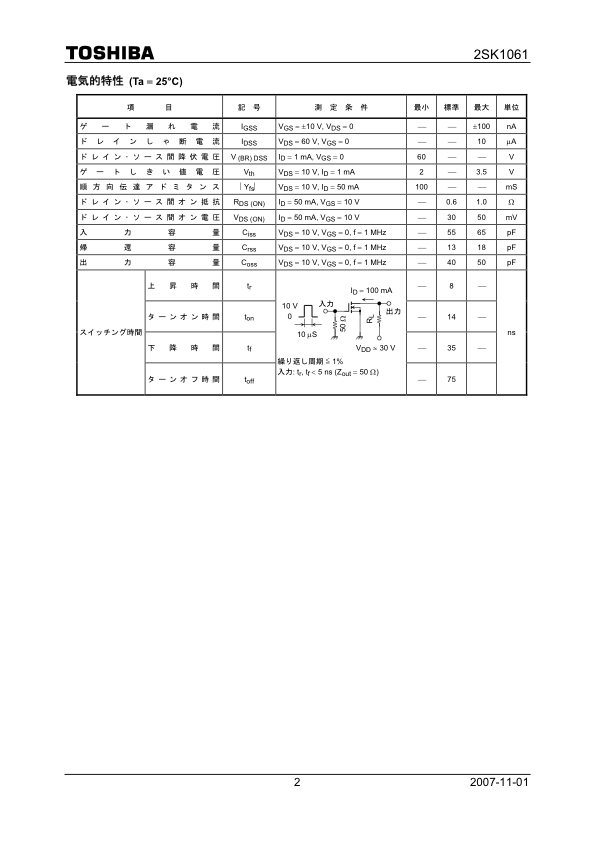 TOSHIBA 2SK1061
電気的特性 (Ta = 25°C)
項目 記号 測定条件 最小 標準 最大 単位
ゲート漏れ電流 IGSS VGS = ±10 V, VDS = 0 — — ±100 nA
ドレインしゃ断電流 IDSS VDS = 60 V, VGS = 0 — — 10 μA
ドレイン・ソース間降伏電圧 V (BR) DSS ID = 1 mA, VGS = 0 60 — — V
ゲートしきい値電圧 Vth VDS = 10 V, ID = 1 mA 2 — 3.5 V
順方向伝達アドミタンス |Yfs| VDS = 10 V, ID = 50 mA 100 — — mS
ドレイン・ソース間オン抵抗 RDS (ON) ID = 50 mA, VGS = 10 V — 0.6 1.0 Ω
ドレイン・ソース間オン電圧 VDS (ON) ID = 50 mA, VGS = 10 V — 30 50 mV
入力容量 Ciss VDS = 10 V, VGS = 0, f = 1 MHz — 55 65 pF
帰還容量 Crss VDS = 10 V, VGS = 0, f = 1 MHz — 13 18 pF
出力容量 Coss VDS = 10 V, VGS = 0, f = 1 MHz — 40 50 pF
スイッチング時間
上昇時間 tr — 8 —
ターンオン時間 ton — 14 —
下降時間 tf — 35 —
ターンオフ時間 toff — 75
ns
ID = 100 mA
10 V
0
10 μS
入力
50 Ω
RL
出力
VDD ≃ 30 V
繰り返し周期 ≦ 1%
入力: tr, tf < 5 ns (Zout = 50 Ω)
2 2007-11-01